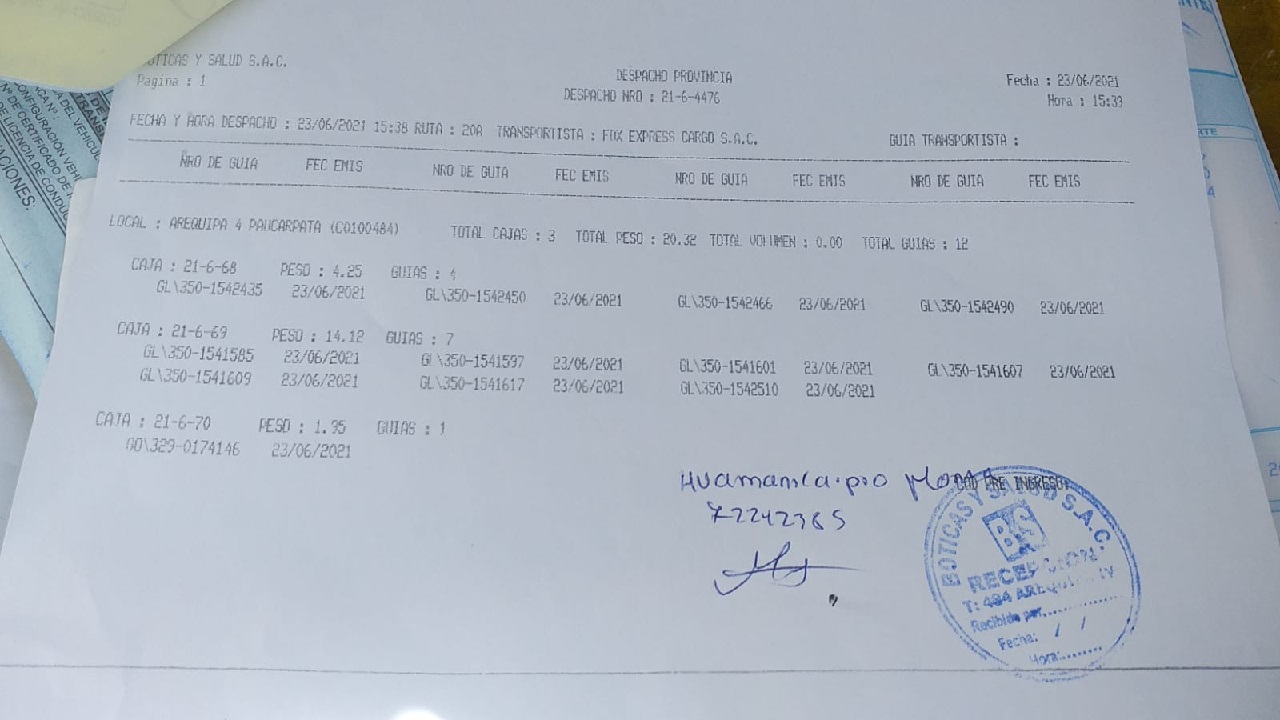 BOTICAS Y SALUD S.A.C.
Pagina : 1
DESPACHO PROVINCIA
DESPACHO NRO : 21-6-4476
Fecha : 23/06/2021
Hora : 15:39
FECHA Y HORA DESPACHO : 23/06/2021 15:38 RUTA : 20A TRANSPORTISTA : FOX EXPRESS CARGO S.A.C. GUIA TRANSPORTISTA :
NRO DE GUIA FEC EMIS NRO DE GUIA FEC EMIS NRO DE GUIA FEC EMIS NRO DE GUIA FEC EMIS
LOCAL : AREQUIPA 4 PAUCARPATA (C0100484) TOTAL CAJAS : 3 TOTAL PESO : 20.32 TOTAL VOLUMEN : 0.00 TOTAL GUIAS : 12
CAJA : 21-6-68 PESO : 4.25 GUIAS : 4
GL\350-1542435 23/06/2021 GL\350-1542450 23/06/2021 GL\350-1542466 23/06/2021 GL\350-1542490 23/06/2021
CAJA : 21-6-69 PESO : 14.12 GUIAS : 7
GL\350-1541585 23/06/2021 GL\350-1541597 23/06/2021 GL\350-1541601 23/06/2021 GL\350-1541607 23/06/2021
GL\350-1541609 23/06/2021 GL\350-1541617 23/06/2021 GL\350-1542510 23/06/2021
CAJA : 21-6-70 PESO : 1.95 GUIAS : 1
23/06/2021
PRE INGRESO:
72242385
BOTICAS Y SALUD S.A.C.
BS
RECEPCION
T: 484 AREQUIPA IV
Recibido por:
Fecha: / /
Hora: